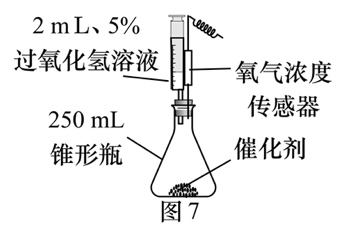 2 mL、5%
过氧化氢溶液
氧气浓度
传感器
250 mL
锥形瓶
催化剂
图7